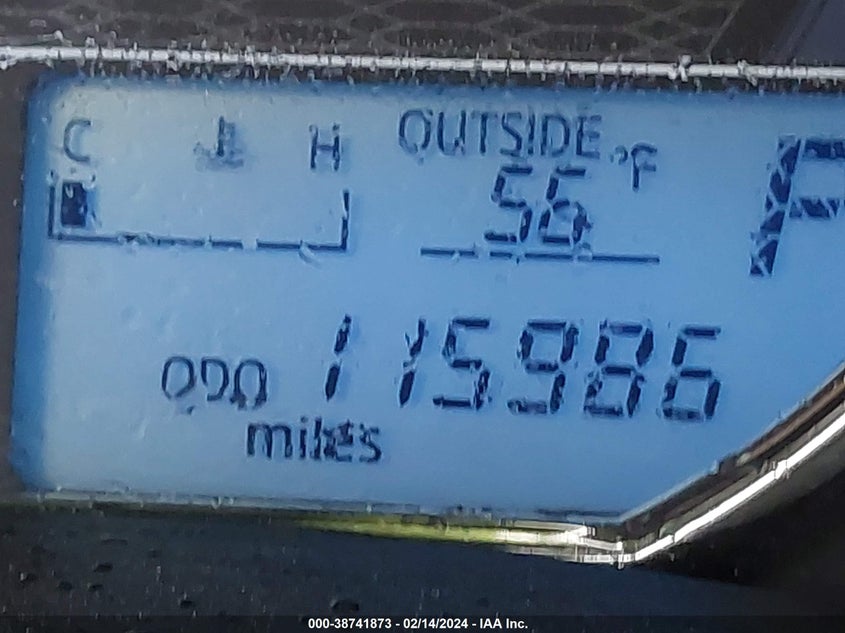 C H OUTSIDE
56 °F P
ODO 115986
miles
000-38741873 - 02/14/2024 - IAA Inc.